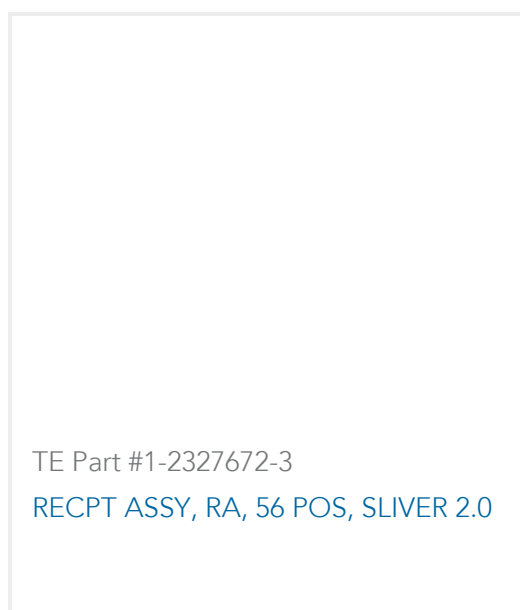 TE Part #1-2327672-3
RECPT ASSY, RA, 56 POS, SLIVER 2.0